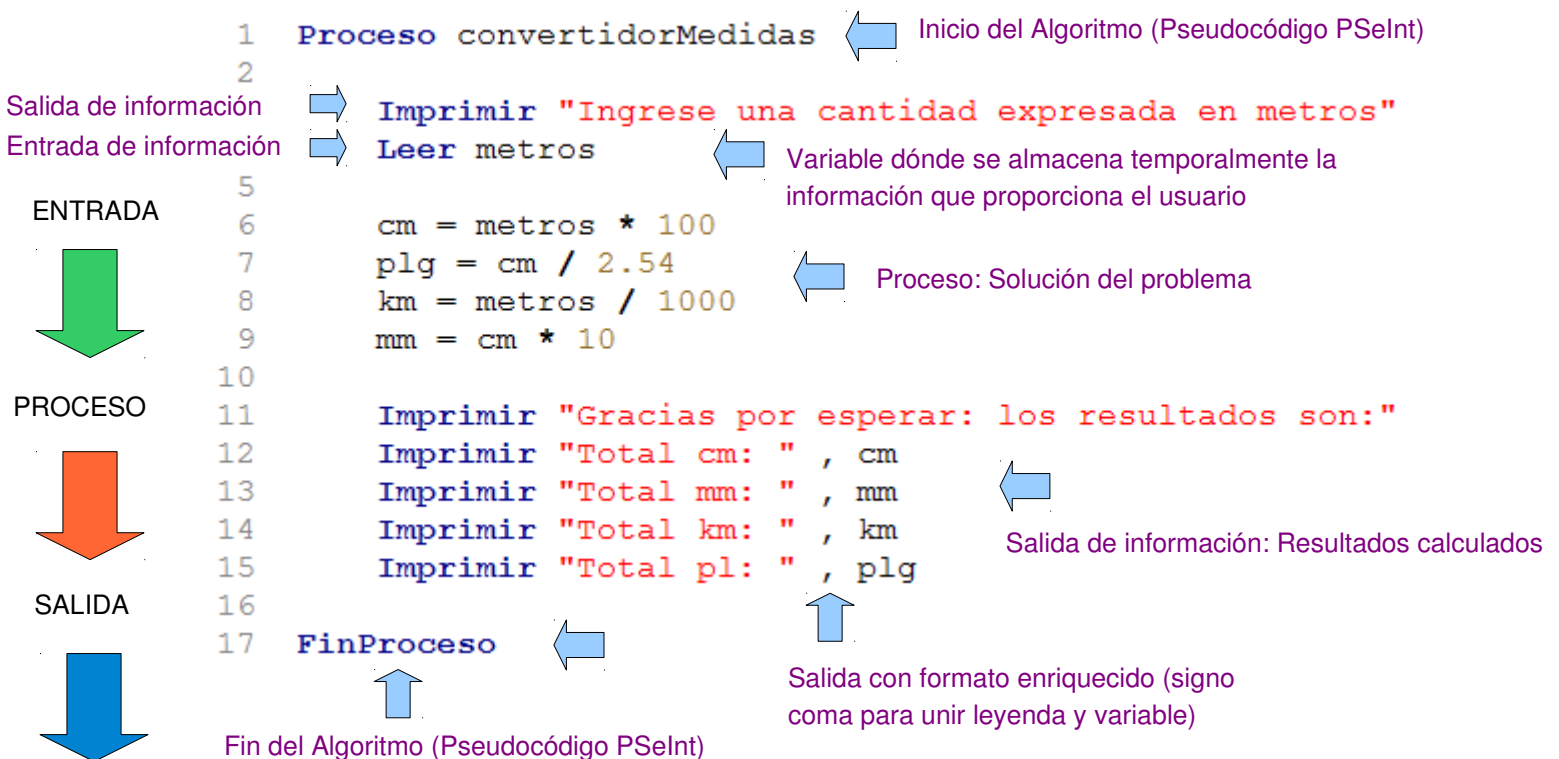 1 Proceso convertidorMedidas
Inicio del Algoritmo (Pseudocódigo PSeInt)
2
Salida de información
Imprimir "Ingrese una cantidad expresada en metros"
Entrada de información
Leer metros
Variable dónde se almacena temporalmente la
información que proporciona el usuario
5
ENTRADA
6 cm = metros * 100
7 plg = cm / 2.54
Proceso: Solución del problema
8 km = metros / 1000
9 mm = cm * 10
10
PROCESO
11 Imprimir "Gracias por esperar: los resultados son:"
12 Imprimir "Total cm: " , cm
13 Imprimir "Total mm: " , mm
14 Imprimir "Total km: " , km
Salida de información: Resultados calculados
15 Imprimir "Total pl: " , plg
SALIDA
16
17 FinProceso
Salida con formato enriquecido (signo
coma para unir leyenda y variable)
Fin del Algoritmo (Pseudocódigo PSeInt)